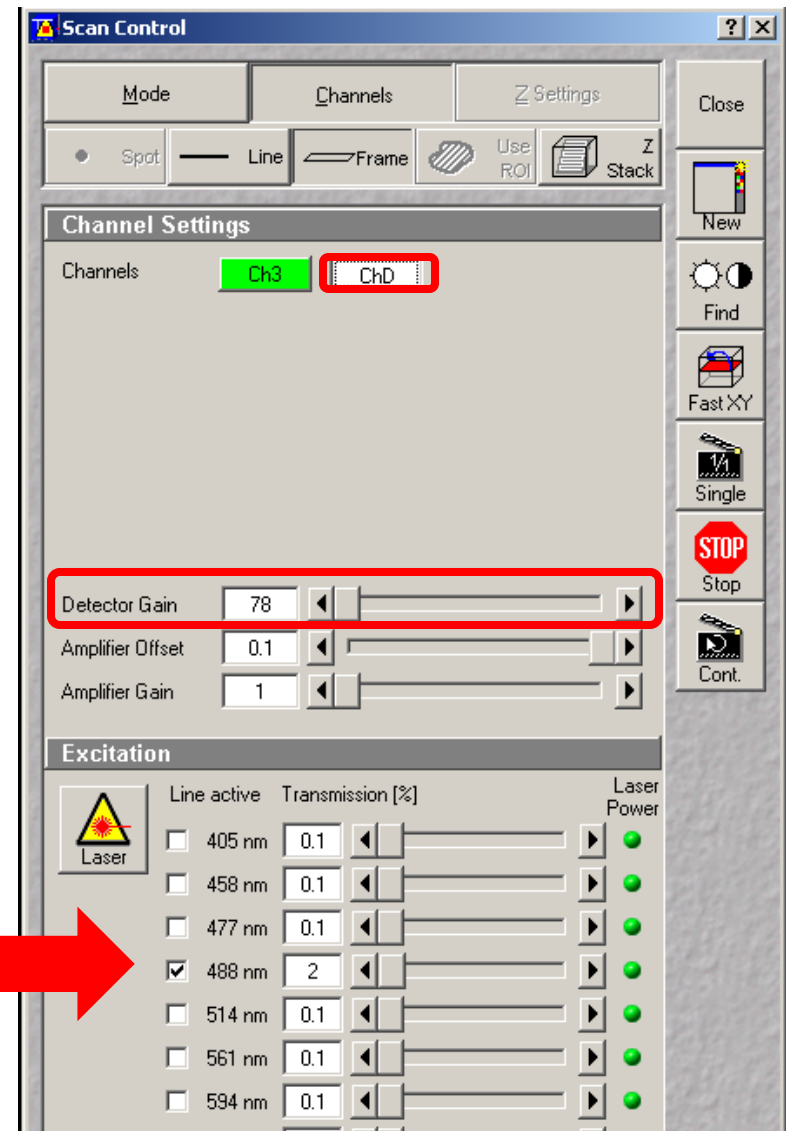 Scan Control
? X
Mode Channels Z Settings Close
Spot Line Frame Use ROI Z Stack
New
Channel Settings
Channels Ch3 ChD
Find
Fast XY
1/1
Single
STOP
Stop
Detector Gain 78
Amplifier Offset 0.1
Cont.
Amplifier Gain 1
Excitation
Laser
Line active Transmission [%] Laser Power
405 nm 0.1
458 nm 0.1
477 nm 0.1
488 nm 2
514 nm 0.1
561 nm 0.1
594 nm 0.1